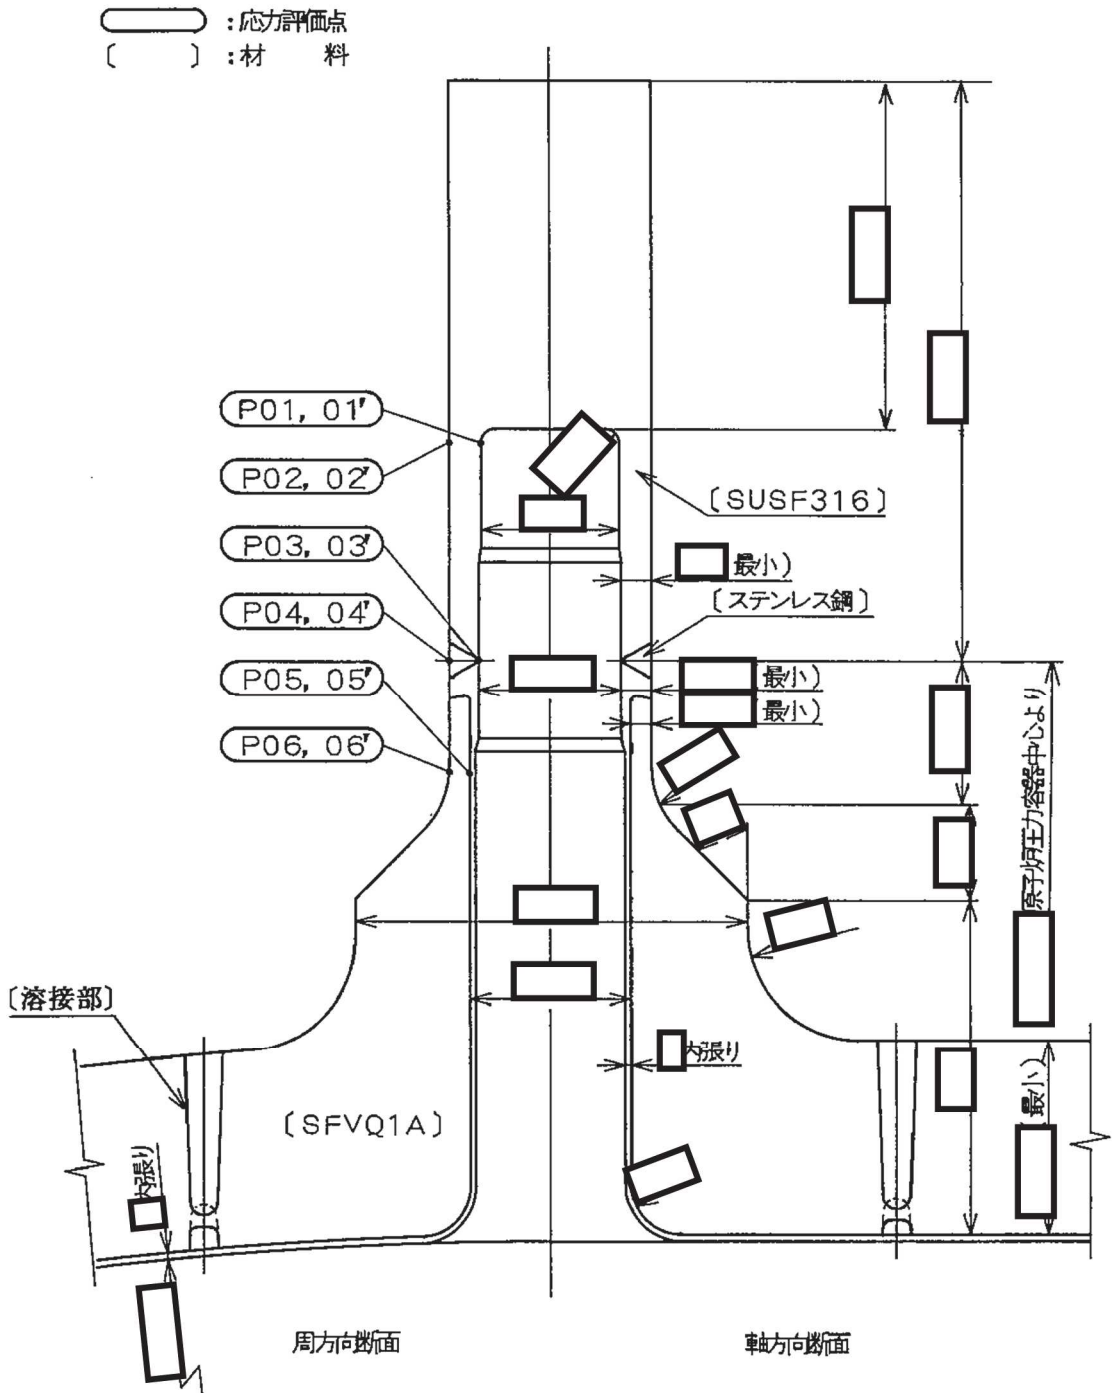 ：応力評価点
〔　　〕：材　料
P01, 01'
P02, 02'
〔SUSF316〕
P03, 03'
最小）
P04, 04'
〔ステンレス鋼〕
P05, 05'
最小）
最小）
P06, 06'
原子炉圧力容器中心より
〔溶接部〕
内張り
（最小）
〔SFVQ1A〕
内張り
周方向断面
軸方向断面